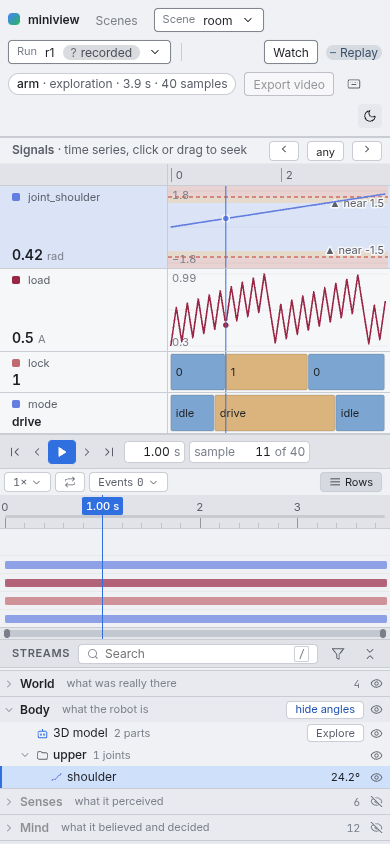 miniview Scenes Scene room
Run r1 ? recorded Watch – Replay
arm · exploration · 3.9 s · 40 samples Export video
Signals · time series, click or drag to seek any
0 2
joint_shoulder 1.8 ▲ near 1.5
0.42 rad −1.8 ▲ near -1.5
load 0.99
0.5 A 0.3
lock 0 1 0
1
mode idle drive idle
drive
1.00 s sample 11 of 40
1× Events 0 Rows
0 1.00 s 2 3
STREAMS Search /
World what was really there 4
Body what the robot is hide angles
3D model 2 parts Explore
upper 1 joints
shoulder 24.2°
Senses what it perceived 6
Mind what it believed and decided 12